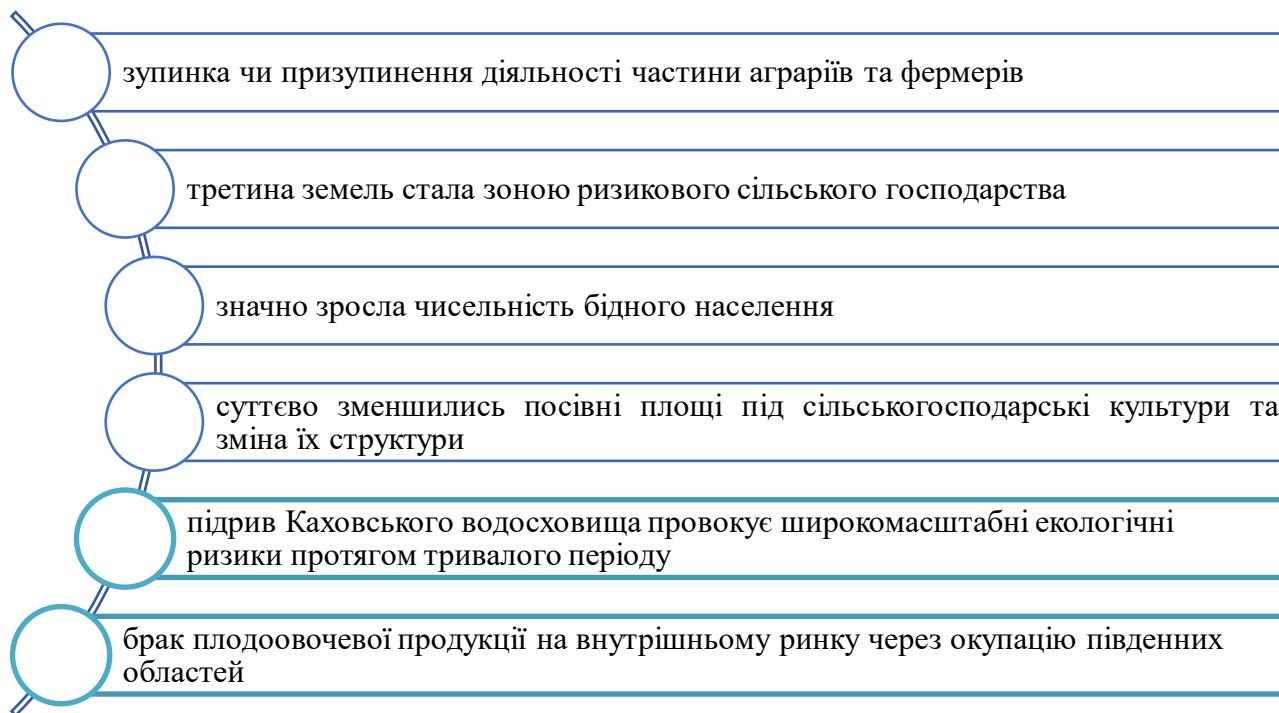 зупинка чи призупинення діяльності частини аграріїв та фермерів
третина земель стала зоною ризикового сільського господарства
значно зросла чисельність бідного населення
суттєво зменшились посівні площі під сільськогосподарські культури та
зміна їх структури
підрив Каховського водосховища провокує широкомасштабні екологічні
ризики протягом тривалого періоду
брак плодоовочевої продукції на внутрішньому ринку через окупацію південних
областей